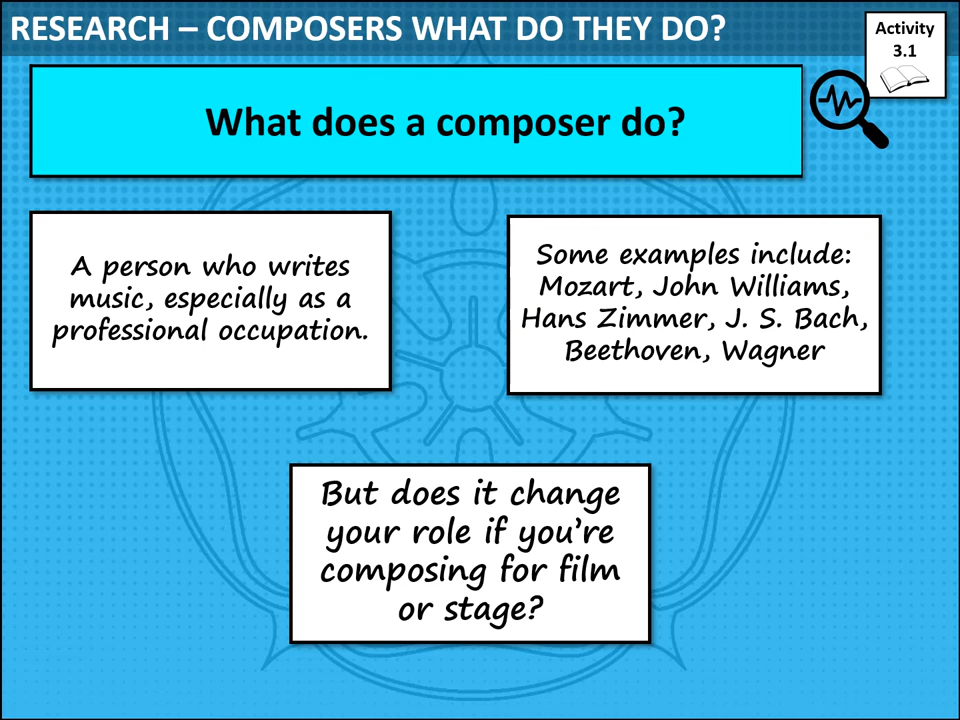 RESEARCH – COMPOSERS WHAT DO THEY DO?
Activity
3.1
What does a composer do?
A person who writes
music, especially as a
professional occupation.
Some examples include:
Mozart, John Williams,
Hans Zimmer, J. S. Bach,
Beethoven, Wagner
But does it change
your role if you’re
composing for film
or stage?